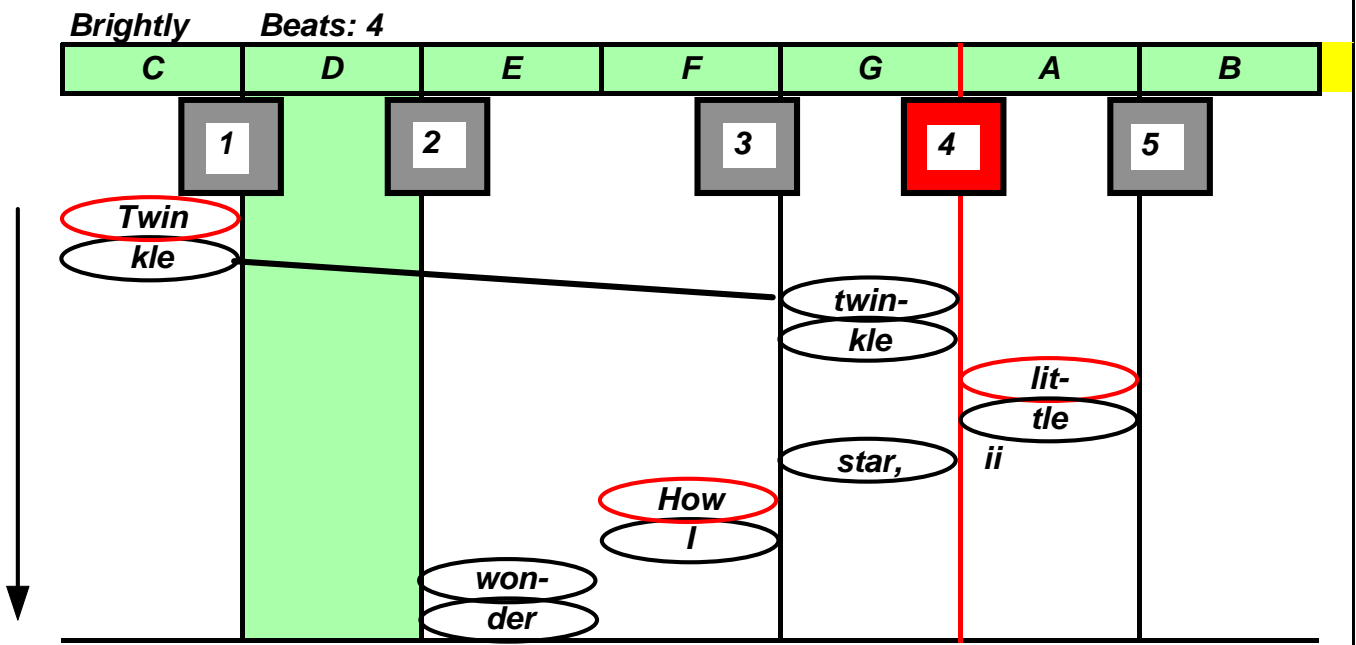 Brightly Beats: 4
C D E F G A B
1 2 3 4 5
Twin
kle
twin-
kle
lit-
tle
star, ii
How
I
won-
der